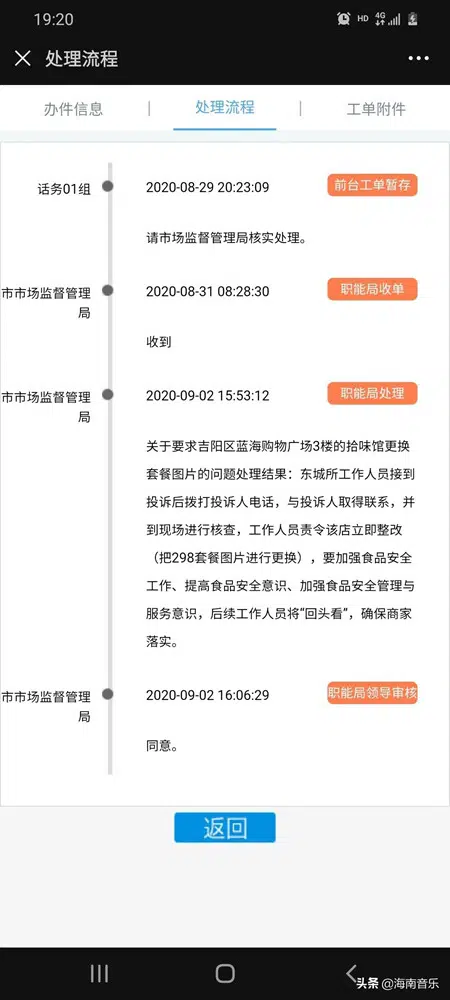 19:20
HD 4G
处理流程
办件信息 | 处理流程 | 工单附件
话务01组 2020-08-29 20:23:09 前台工单暂存
请市场监督管理局核实处理。
市市场监督管理 2020-08-31 08:28:30 职能局收单
局
收到
市市场监督管理 2020-09-02 15:53:12 职能局处理
局
关于要求吉阳区蓝海购物广场3楼的拾味馆更换
套餐图片的问题处理结果：东城所工作人员接到
投诉后拨打投诉人电话，与投诉人取得联系，并
到现场进行核查，工作人员责令该店立即整改
（把298套餐图片进行更换），要加强食品安全
工作、提高食品安全意识、加强食品安全管理与
服务意识，后续工作人员将“回头看”，确保商家
落实。
市市场监督管理 2020-09-02 16:06:29 职能局领导审核
局
同意。
返回
头条 @海南音乐